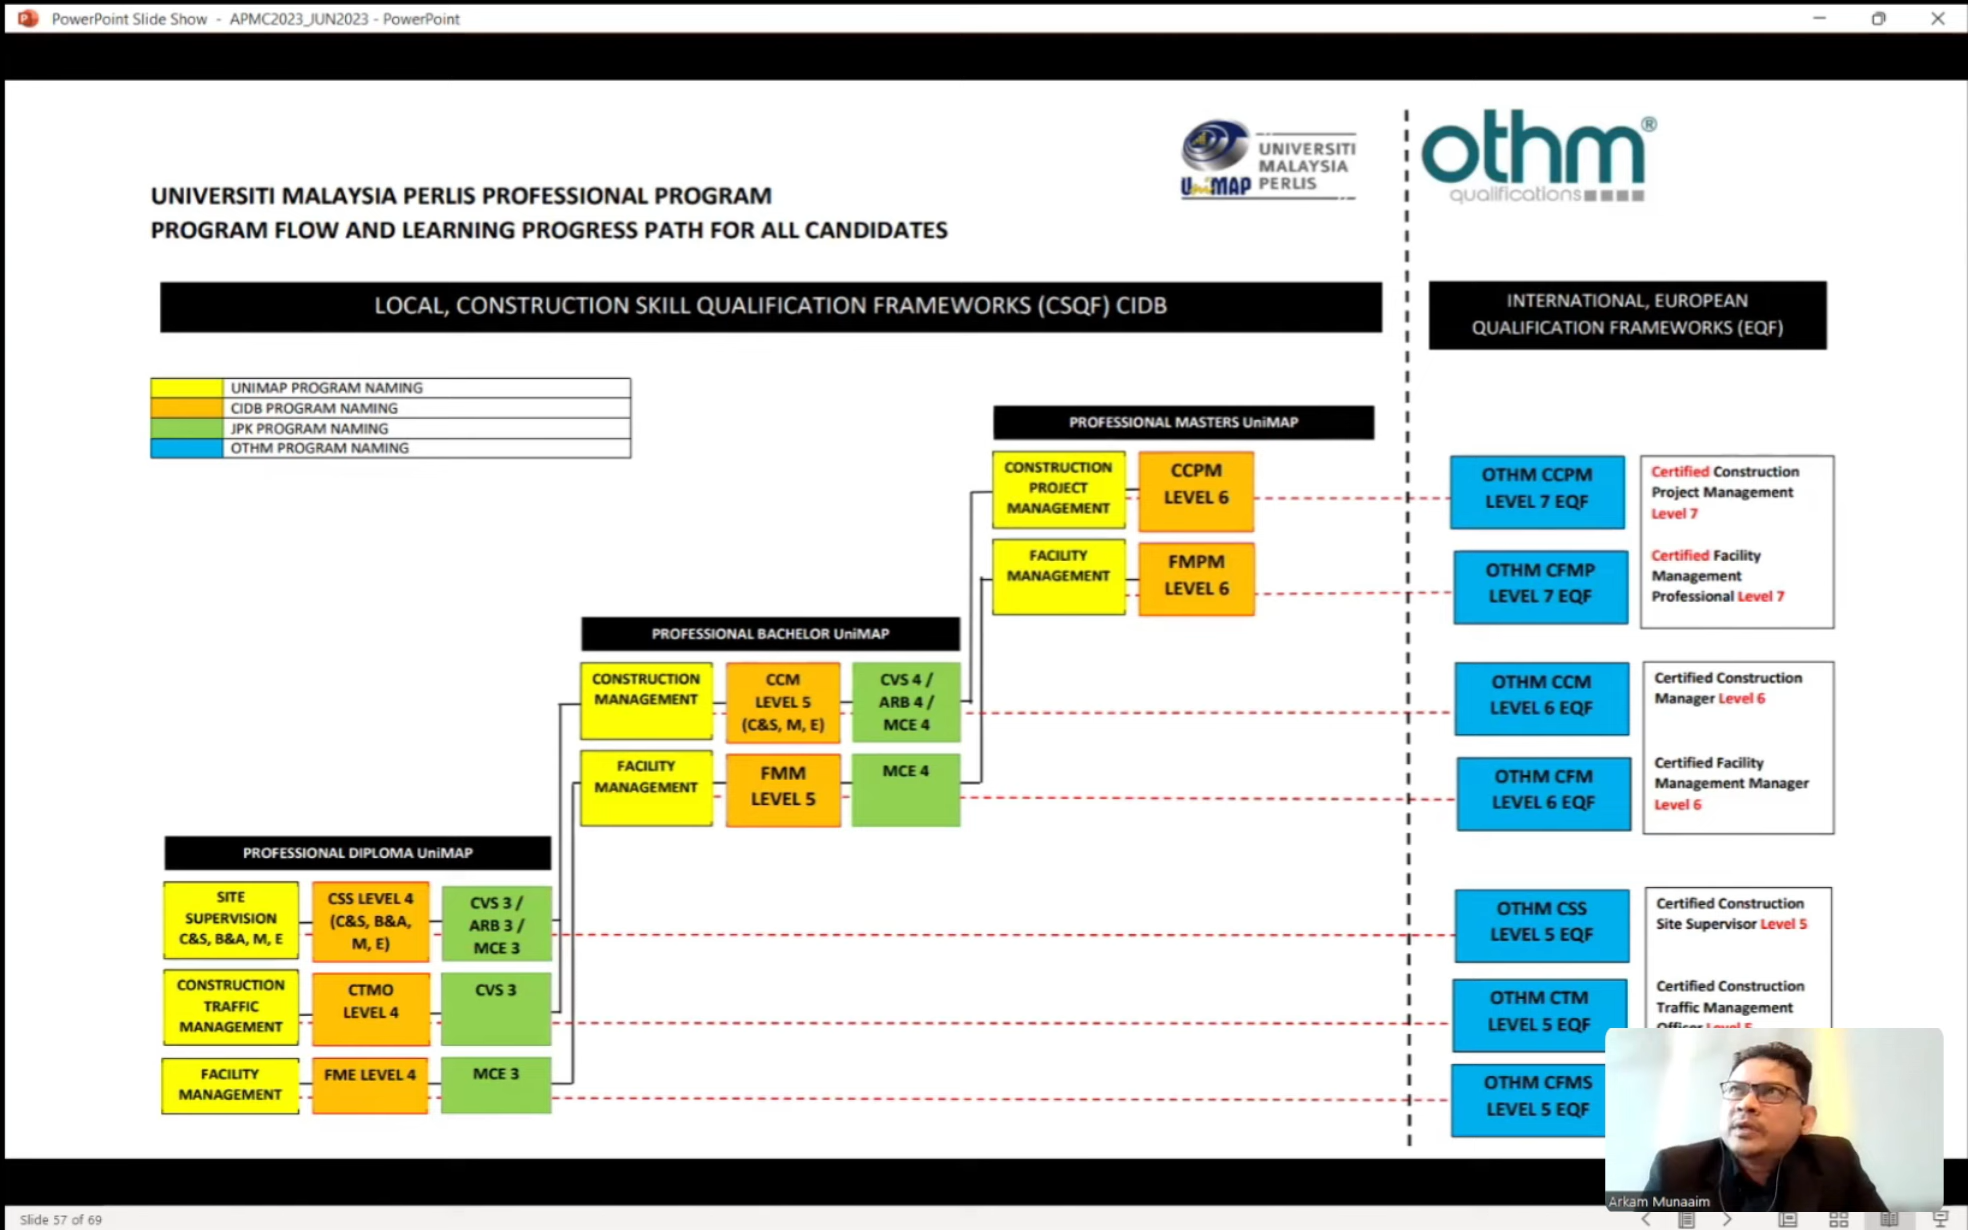 PowerPoint Slide Show - APMC2023_JUN2023 - PowerPoint
UNIVERSITI
MALAYSIA
PERLIS
UniMAP
othm®
qualifications
UNIVERSITI MALAYSIA PERLIS PROFESSIONAL PROGRAM
PROGRAM FLOW AND LEARNING PROGRESS PATH FOR ALL CANDIDATES
LOCAL, CONSTRUCTION SKILL QUALIFICATION FRAMEWORKS (CSQF) CIDB
INTERNATIONAL, EUROPEAN
QUALIFICATION FRAMEWORKS (EQF)
UNIMAP PROGRAM NAMING
CIDB PROGRAM NAMING
JPK PROGRAM NAMING
OTHM PROGRAM NAMING
PROFESSIONAL MASTERS UniMAP
CONSTRUCTION
PROJECT
MANAGEMENT
CCPM
LEVEL 6
OTHM CCPM
LEVEL 7 EQF
Certified Construction
Project Management
Level 7
FACILITY
MANAGEMENT
FMPM
LEVEL 6
OTHM CFMP
LEVEL 7 EQF
Certified Facility
Management
Professional Level 7
PROFESSIONAL BACHELOR UniMAP
CONSTRUCTION
MANAGEMENT
CCM
LEVEL 5
(C&S, M, E)
CVS 4 /
ARB 4 /
MCE 4
OTHM CCM
LEVEL 6 EQF
Certified Construction
Manager Level 6
FACILITY
MANAGEMENT
FMM
LEVEL 5
MCE 4
OTHM CFM
LEVEL 6 EQF
Certified Facility
Management Manager
Level 6
PROFESSIONAL DIPLOMA UniMAP
SITE
SUPERVISION
C&S, B&A, M, E
CSS LEVEL 4
(C&S, B&A,
M, E)
CVS 3 /
ARB 3 /
MCE 3
OTHM CSS
LEVEL 5 EQF
Certified Construction
Site Supervisor Level 5
CONSTRUCTION
TRAFFIC
MANAGEMENT
CTMO
LEVEL 4
CVS 3
OTHM CTM
LEVEL 5 EQF
Certified Construction
Traffic Management
Officer Level 5
FACILITY
MANAGEMENT
FME LEVEL 4
MCE 3
OTHM CFMS
LEVEL 5 EQF
Arkam Munaaim
Slide 57 of 69